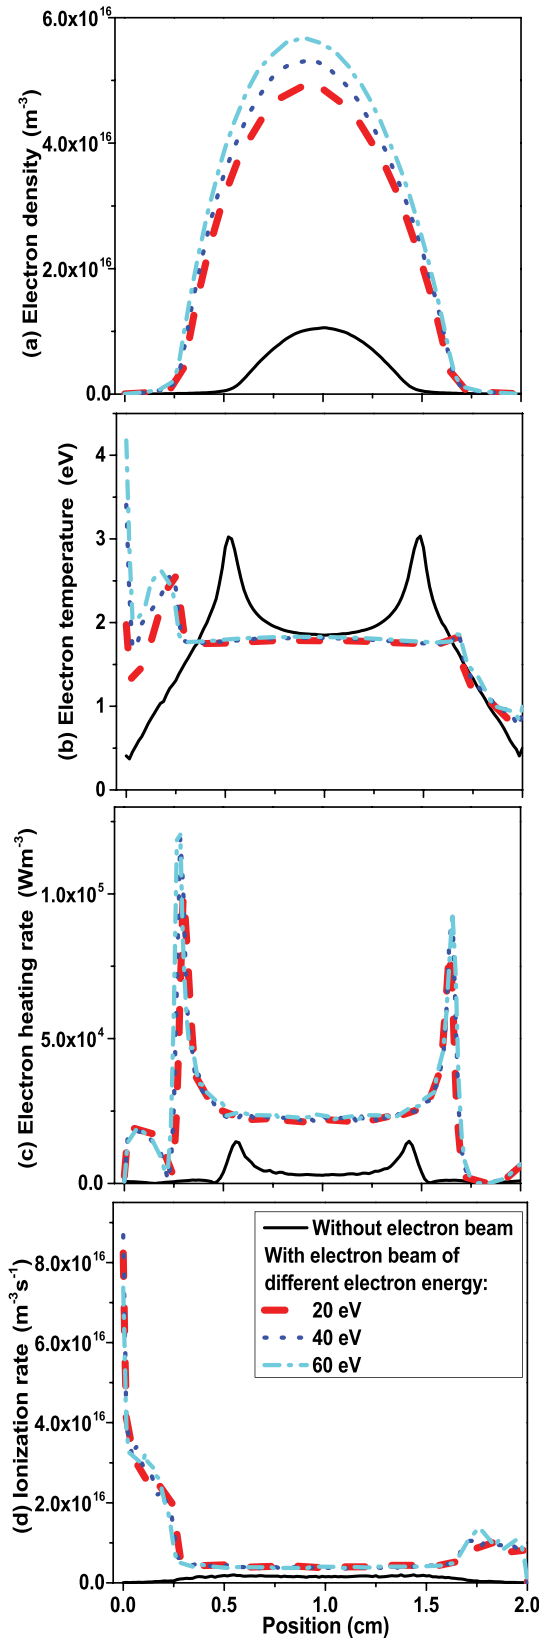 6.0x10^16
4.0x10^16
2.0x10^16
0.0
(a) Electron density (m^-3)
4
3
2
1
0
(b) Electron temperature (eV)
1.0x10^5
5.0x10^4
0.0
(c) Electron heating rate (Wm^-3)
8.0x10^16
6.0x10^16
4.0x10^16
2.0x10^16
0.0
(d) Ionization rate (m^-3s^-1)
Without electron beam
With electron beam of
different electron energy:
20 eV
40 eV
60 eV
0.0 0.5 1.0 1.5 2.0
Position (cm)